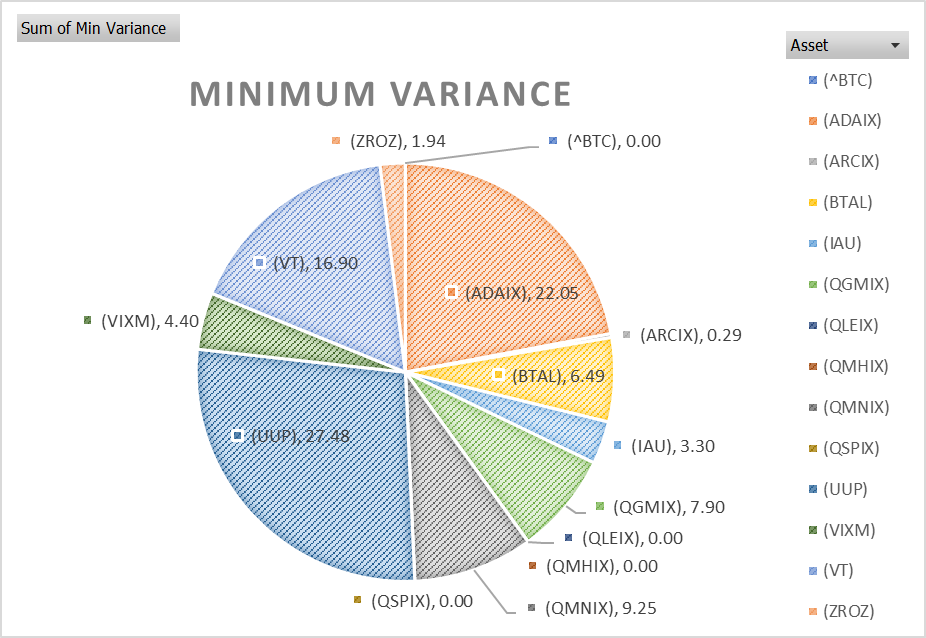 Sum of Min Variance
Asset
MINIMUM VARIANCE
(ZROZ), 1.94
(^BTC), 0.00
(VT), 16.90
(ADAIX), 22.05
(VIXM), 4.40
(ARCIX), 0.29
(BTAL), 6.49
(UUP), 27.48
(IAU), 3.30
(QGMIX), 7.90
(QLEIX), 0.00
(QMHIX), 0.00
(QSPIX), 0.00
(QMNIX), 9.25
(^BTC)
(ADAIX)
(ARCIX)
(BTAL)
(IAU)
(QGMIX)
(QLEIX)
(QMHIX)
(QMNIX)
(QSPIX)
(UUP)
(VIXM)
(VT)
(ZROZ)